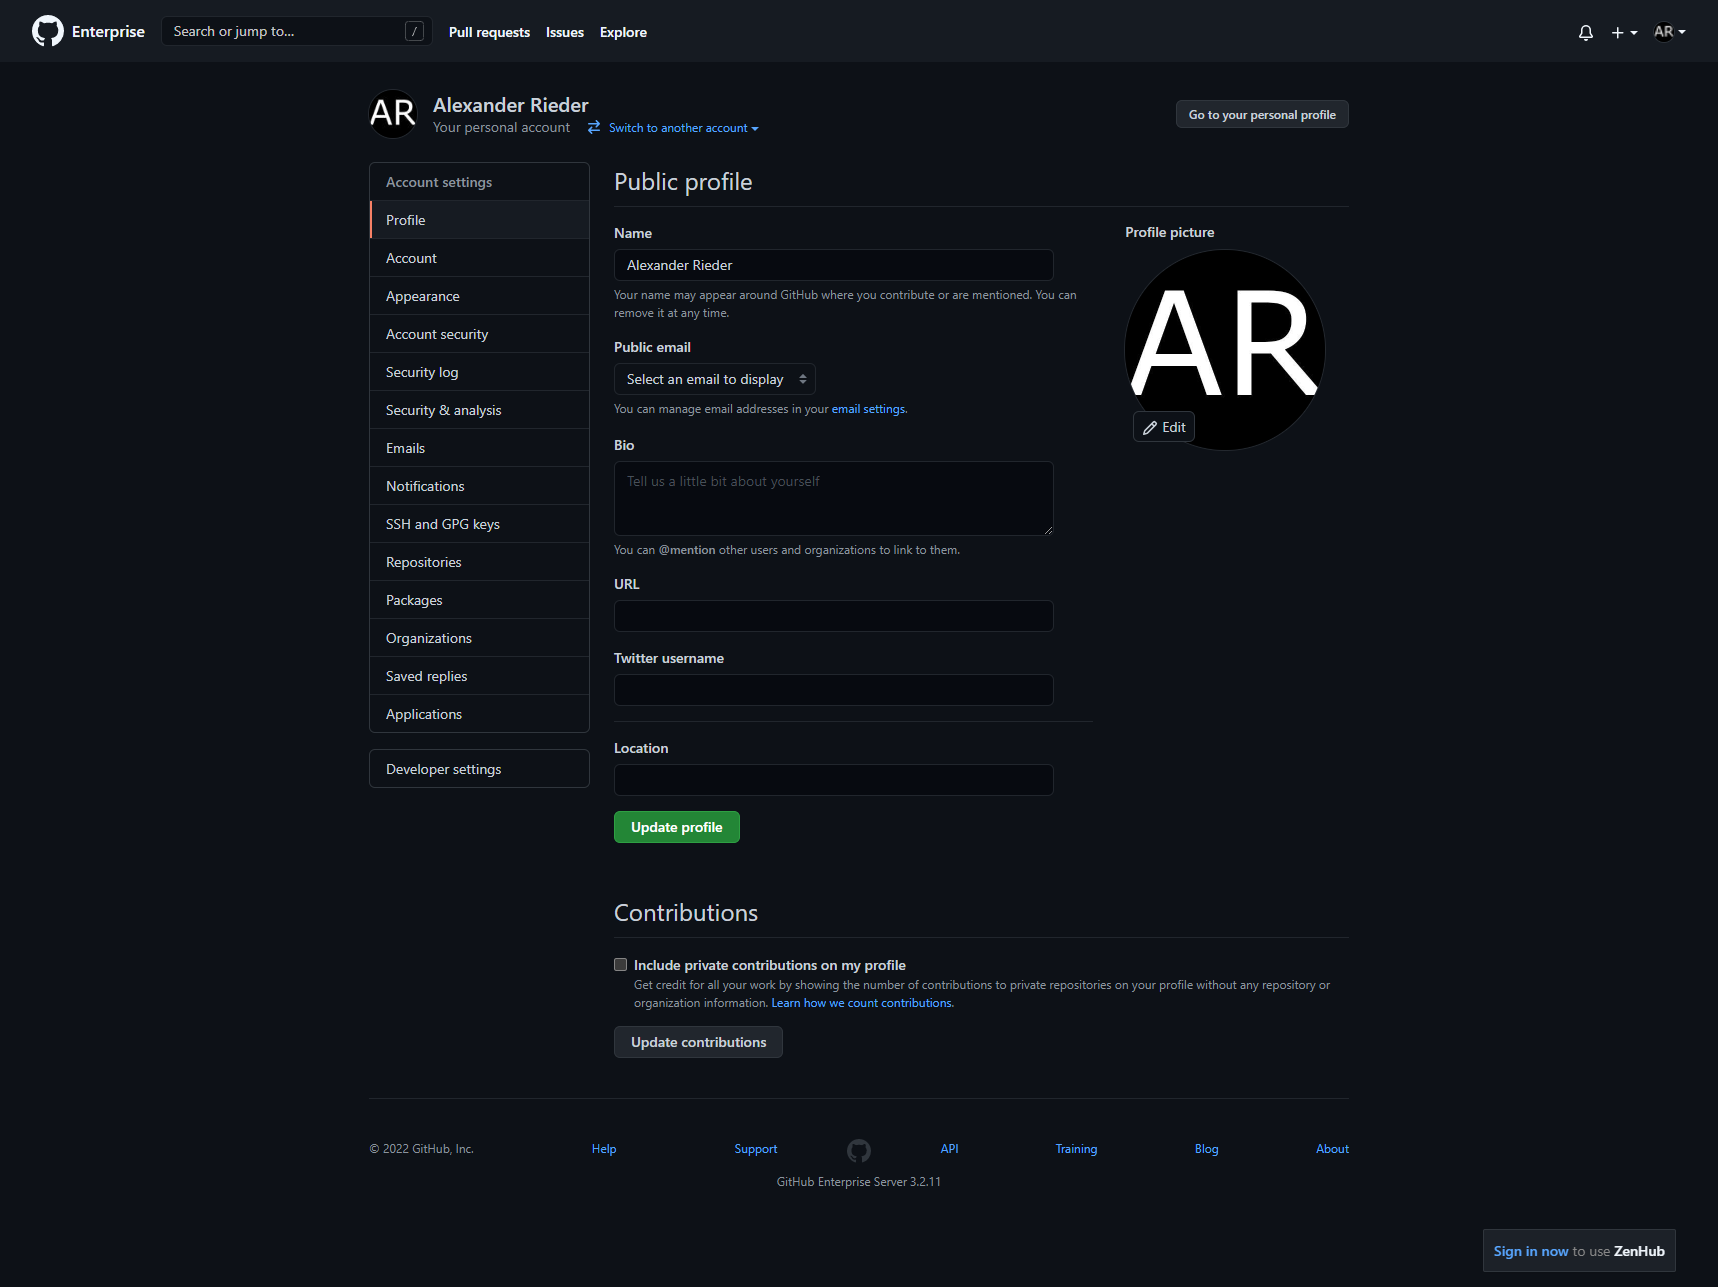 Enterprise
Search or jump to...
/
Pull requests
Issues
Explore
+
AR
AR
Alexander Rieder
Your personal account
Switch to another account
Go to your personal profile
Account settings
Profile
Account
Appearance
Account security
Security log
Security & analysis
Emails
Notifications
SSH and GPG keys
Repositories
Packages
Organizations
Saved replies
Applications
Developer settings
Public profile
Name
Alexander Rieder
Your name may appear around GitHub where you contribute or are mentioned. You can
remove it at any time.
Public email
Select an email to display
You can manage email addresses in your email settings.
Bio
Tell us a little bit about yourself
You can @mention other users and organizations to link to them.
URL
Twitter username
Location
Update profile
Profile picture
AR
Edit
Contributions
Include private contributions on my profile
Get credit for all your work by showing the number of contributions to private repositories on your profile without any repository or
organization information. Learn how we count contributions.
Update contributions
© 2022 GitHub, Inc.
Help
Support
API
Training
Blog
About
GitHub Enterprise Server 3.2.11
Sign in now to use ZenHub